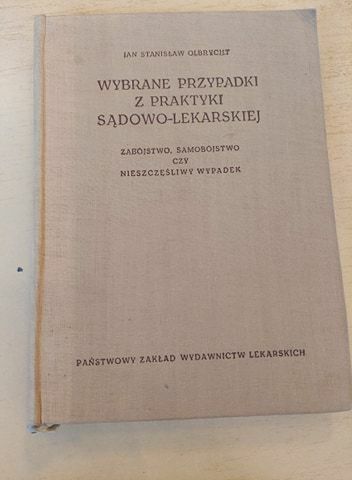 JAN STANISŁAW OLBRYCHT
WYBRANE PRZYPADKI
Z PRAKTYKI
SĄDOWO-LEKARSKIEJ
ZABÓJSTWO, SAMOBÓJSTWO
CZY
NIESZCZĘŚLIWY WYPADEK
PAŃSTWOWY ZAKŁAD WYDAWNICTW LEKARSKICH